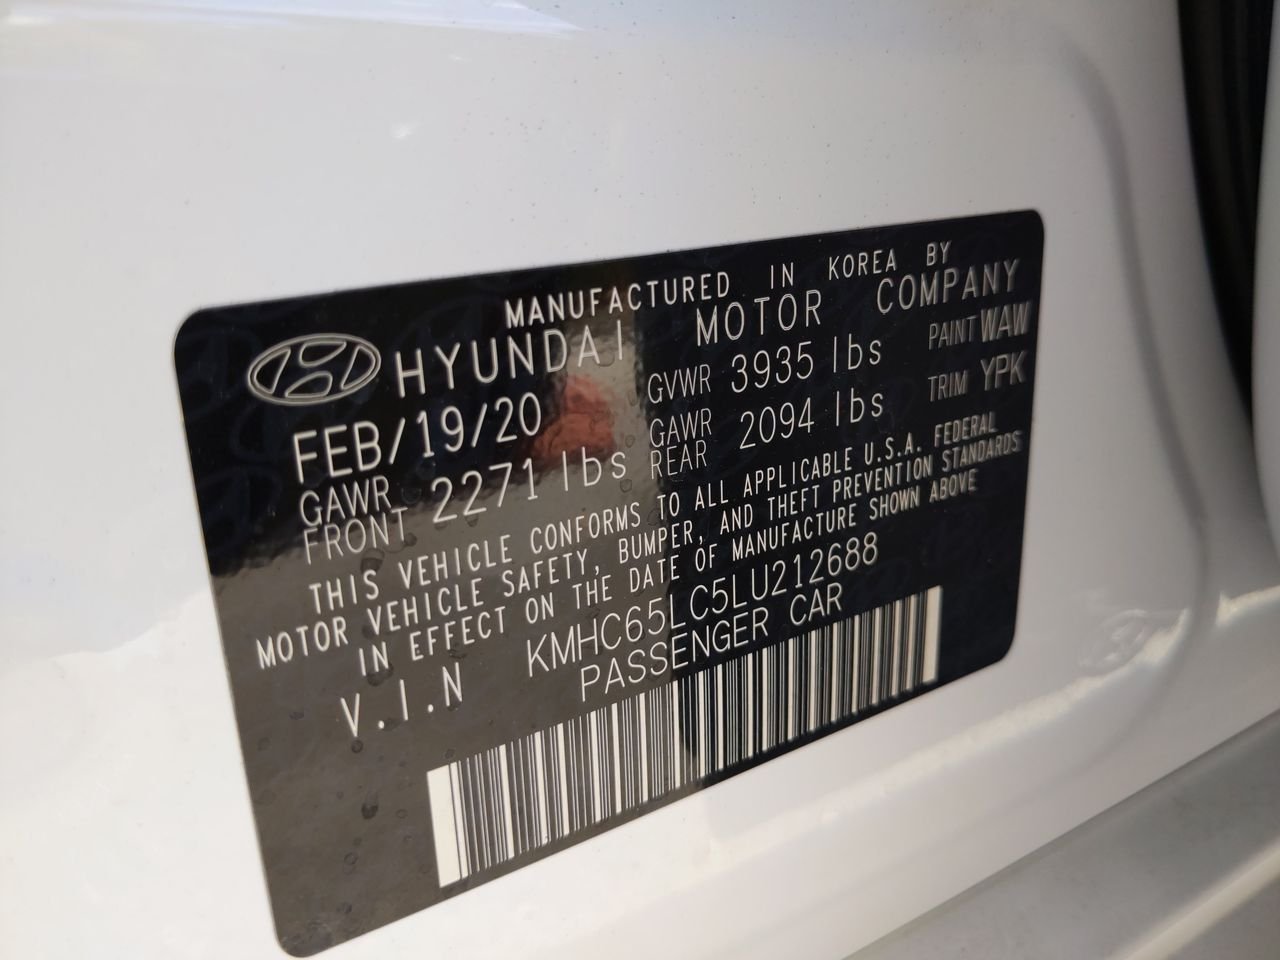 MANUFACTURED IN KOREA BY
HYUNDAI MOTOR COMPANY
FEB/19/20 GVWR 3935 lbs PAINT WAW
GAWR FRONT 2271 lbs GAWR REAR 2094 lbs TRIM YPK
THIS VEHICLE CONFORMS TO ALL APPLICABLE U.S.A. FEDERAL
MOTOR VEHICLE SAFETY, BUMPER, AND THEFT PREVENTION STANDARDS
IN EFFECT ON THE DATE OF MANUFACTURE SHOWN ABOVE
V.I.N KMHC65LC5LU212688
PASSENGER CAR